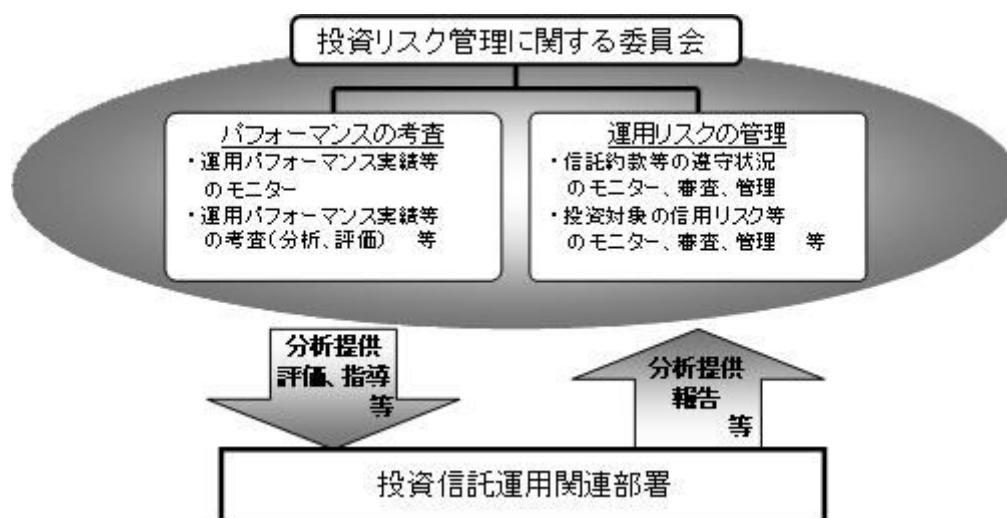 投資リスク管理に関する委員会
パフォーマンスの考査
・運用パフォーマンス実績等
のモニター
・運用パフォーマンス実績等
の考査(分析、評価) 等
運用リスクの管理
・信託約款等の遵守状況
のモニター、審査、管理
・投資対象の信用リスク等
のモニター、審査、管理 等
分析提供
評価、指導
等
分析提供
報告
等
投資信託運用関連部署